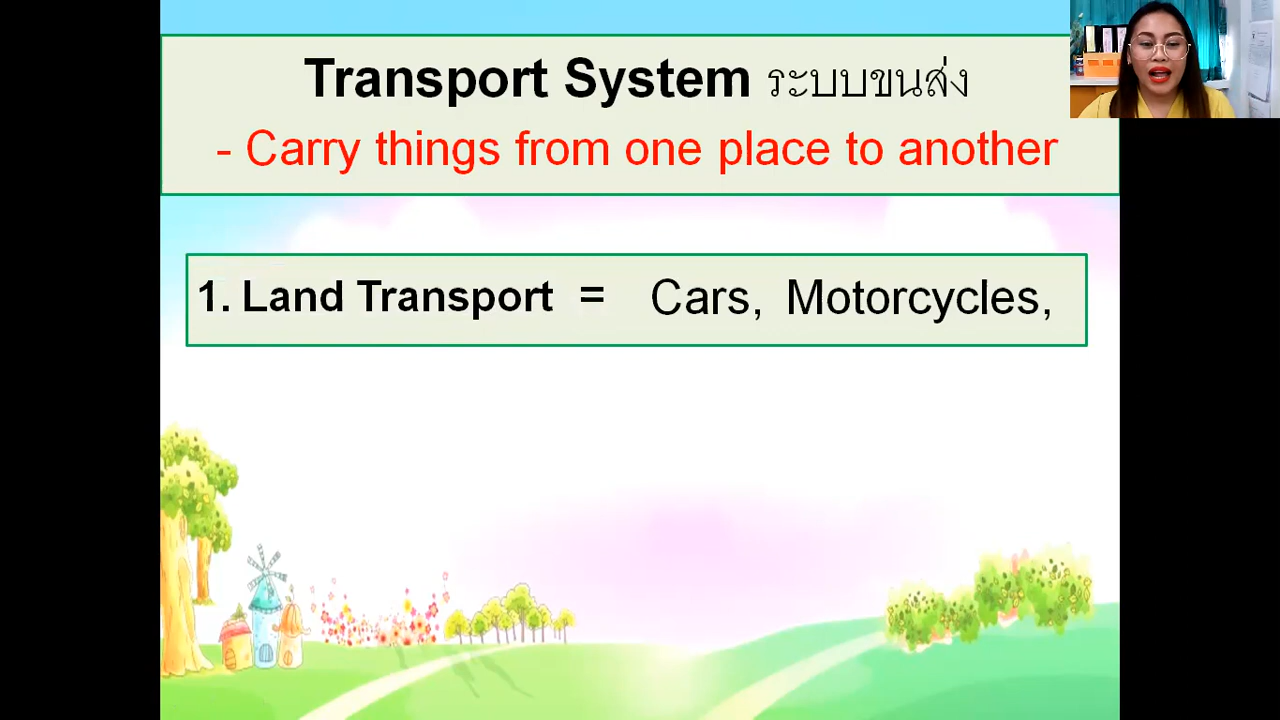 Transport System ระบบขนส่ง
- Carry things from one place to another
1. Land Transport = Cars, Motorcycles,